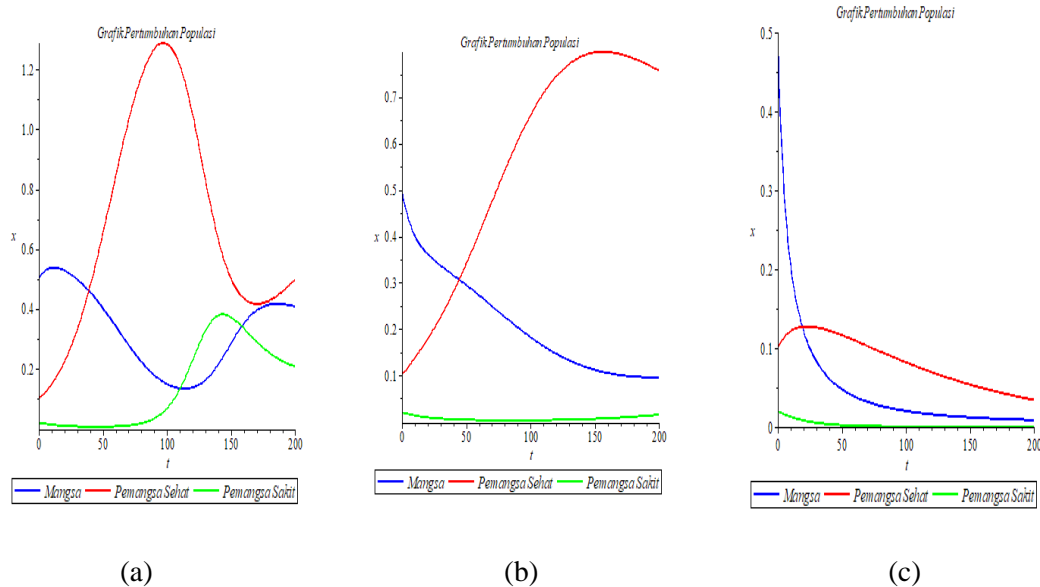 Grafik Pertumbuhan Populasi
1.2
1.0
0.8
x
0.6
0.4
0.2
0 50 100 150 200
t
Mangsa Pemangsa Sehat Pemangsa Sakit
(a)
Grafik Pertumbuhan Populasi
0.7
0.6
0.5
x
0.4
0.3
0.2
0.1
0 50 100 150 200
t
Mangsa Pemangsa Sehat Pemangsa Sakit
(b)
Grafik Pertumbuhan Populasi
0.5
0.4
0.3
x
0.2
0.1
0
0 50 100 150 200
t
Mangsa Pemangsa Sehat Pemangsa Sakit
(c)